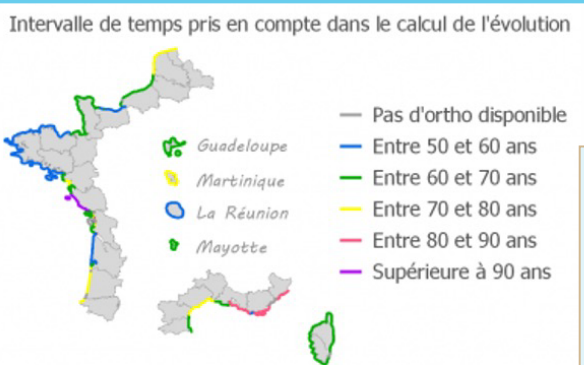 Intervalle de temps pris en compte dans le calcul de l'évolution
Pas d'ortho disponible
Entre 50 et 60 ans
Entre 60 et 70 ans
Entre 70 et 80 ans
Entre 80 et 90 ans
Supérieure à 90 ans
Guadeloupe
Martinique
La Réunion
Mayotte